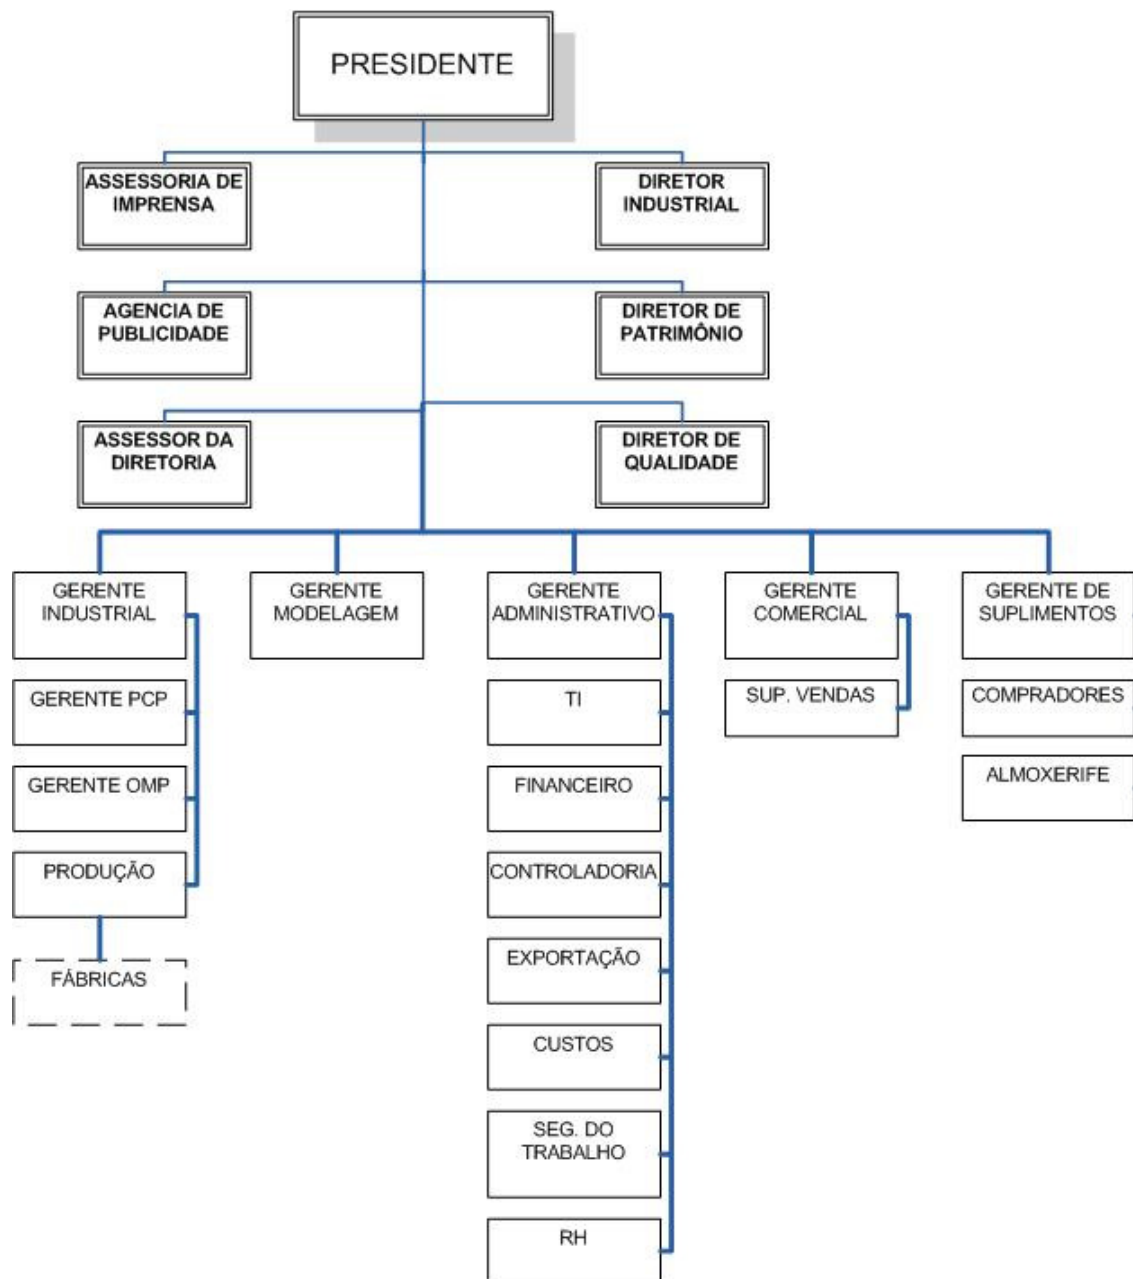 PRESIDENTE
ASSESSORIA DE
IMPRENSA
DIRETOR
INDUSTRIAL
AGENCIA DE
PUBLICIDADE
DIRETOR DE
PATRIMÔNIO
ASSESSOR DA
DIRETORIA
DIRETOR DE
QUALIDADE
GERENTE
INDUSTRIAL
GERENTE
MODELAGEM
GERENTE
ADMINISTRATIVO
GERENTE
COMERCIAL
GERENTE DE
SUPLIMENTOS
GERENTE PCP
TI
SUP. VENDAS
COMPRADORES
GERENTE OMP
FINANCEIRO
ALMOXERIFE
PRODUÇÃO
CONTROLADORIA
FÁBRICAS
EXPORTAÇÃO
CUSTOS
SEG. DO
TRABALHO
RH